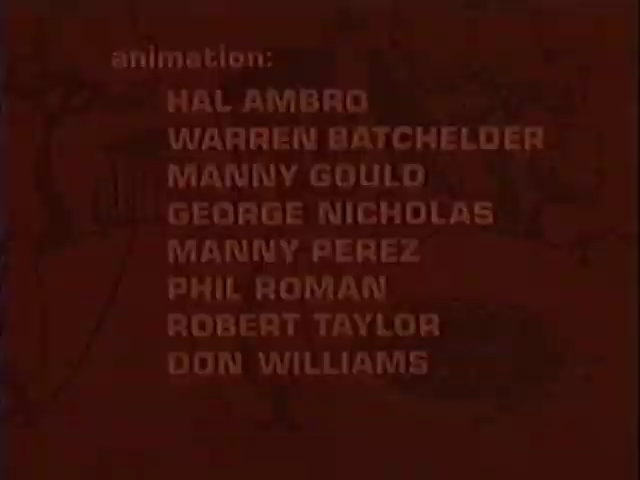 animation:
HAL AMBRO
WARREN BATCHELDER
MANNY GOULD
GEORGE NICHOLAS
MANNY PEREZ
PHIL ROMAN
ROBERT TAYLOR
DON WILLIAMS